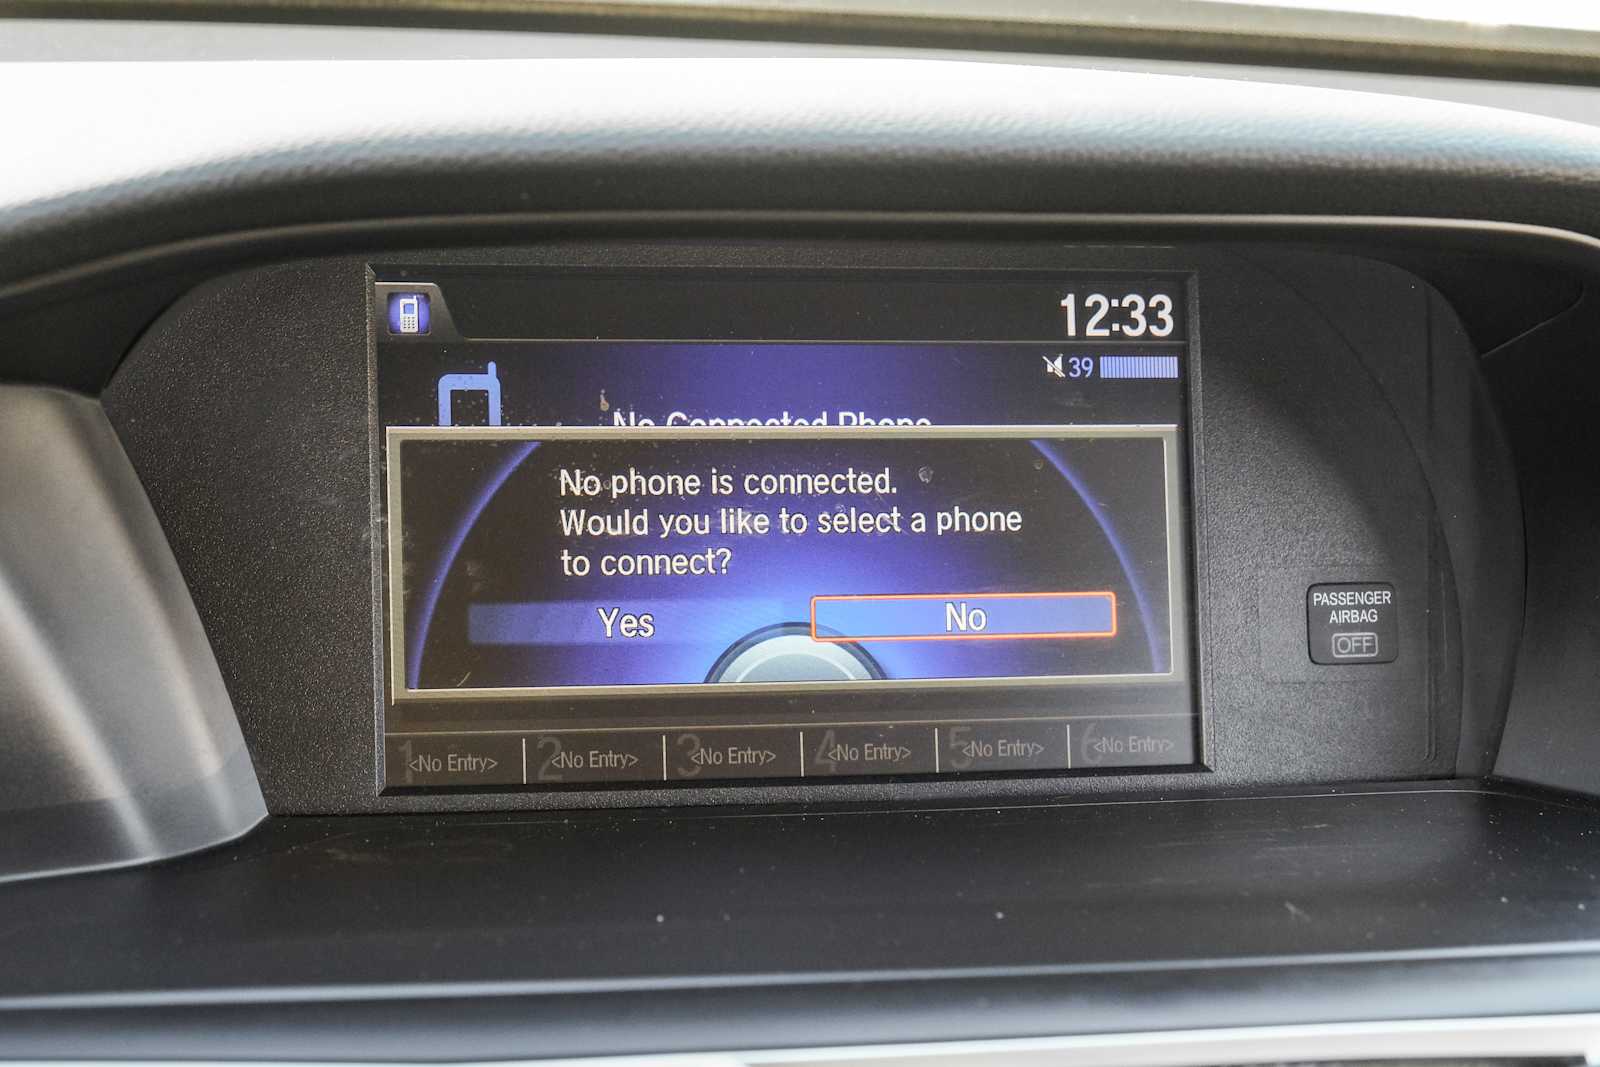 12:33
39
No Connected Phone
No phone is connected.
Would you like to select a phone
to connect?
Yes
No
PASSENGER
AIRBAG
OFF
1 <No Entry>
2 <No Entry>
3 <No Entry>
4 <No Entry>
5 <No Entry>
6 <No Entry>